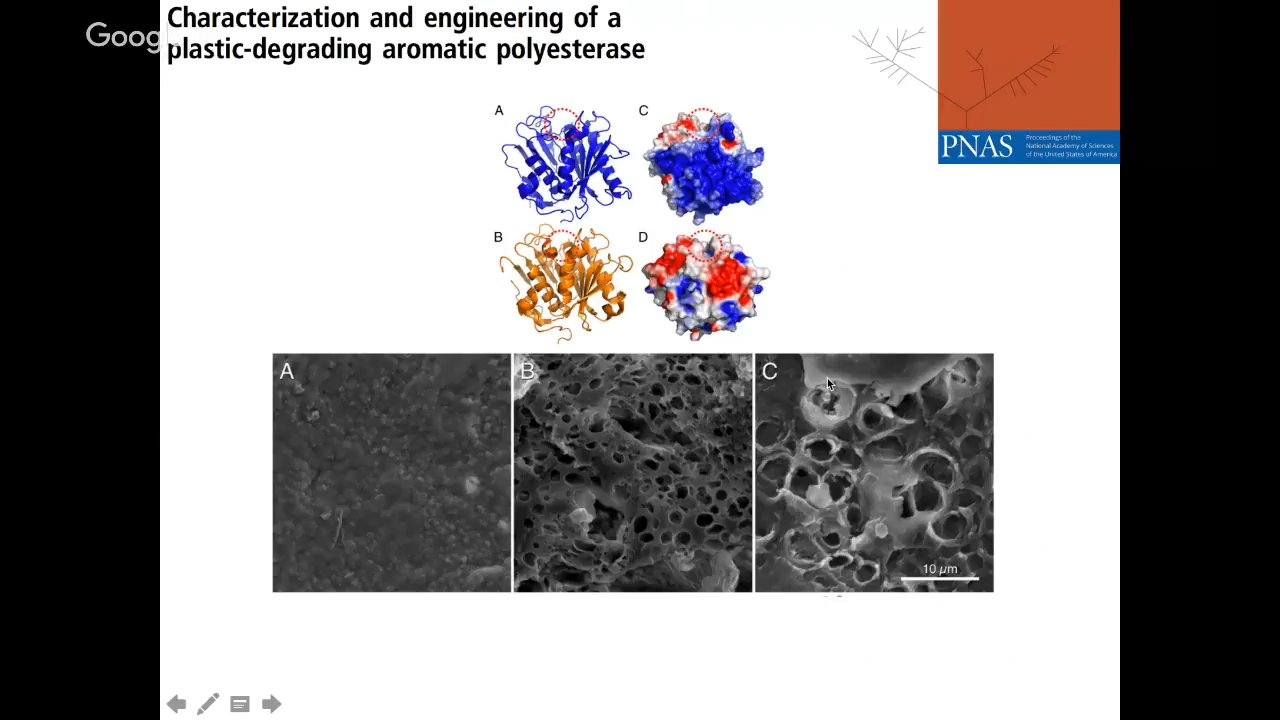 Characterization and engineering of a
plastic-degrading aromatic polyesterase
PNAS
Proceedings of the
National Academy of Sciences
of the United States of America
A
C
B
D
A
B
C
10 µm